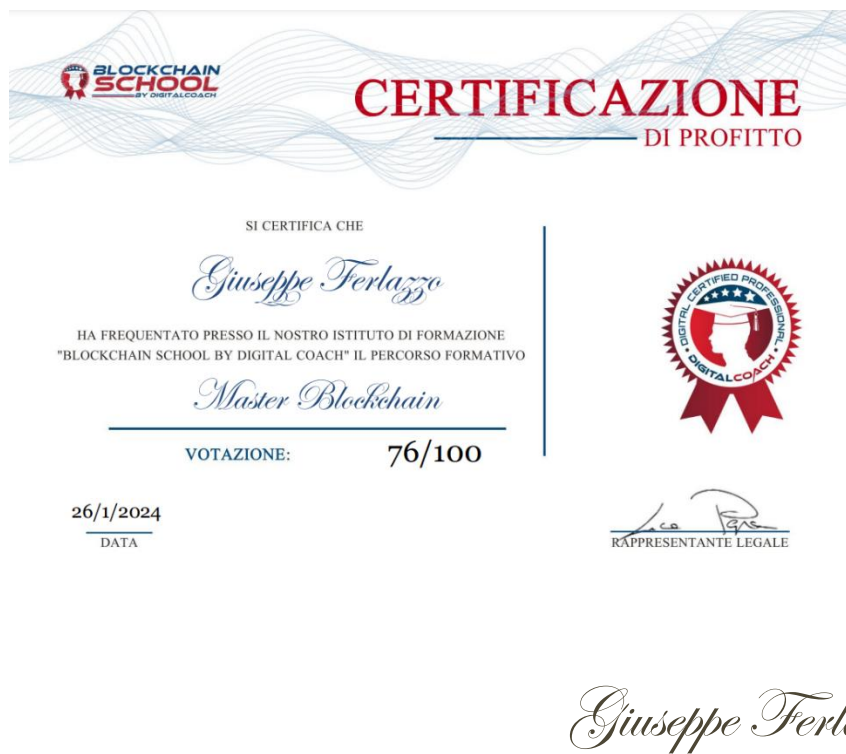 BLOCKCHAIN
SCHOOL
BY DIGITALCOACH
CERTIFICAZIONE
DI PROFITTO
SI CERTIFICA CHE
Giuseppe Ferlazzo
HA FREQUENTATO PRESSO IL NOSTRO ISTITUTO DI FORMAZIONE
"BLOCKCHAIN SCHOOL BY DIGITAL COACH" IL PERCORSO FORMATIVO
Master Blockchain
VOTAZIONE: 76/100
DIGITAL CERTIFIED PROFESSIONAL
DIGITALCOACH
26/1/2024
DATA
RAPPRESENTANTE LEGALE
Giuseppe